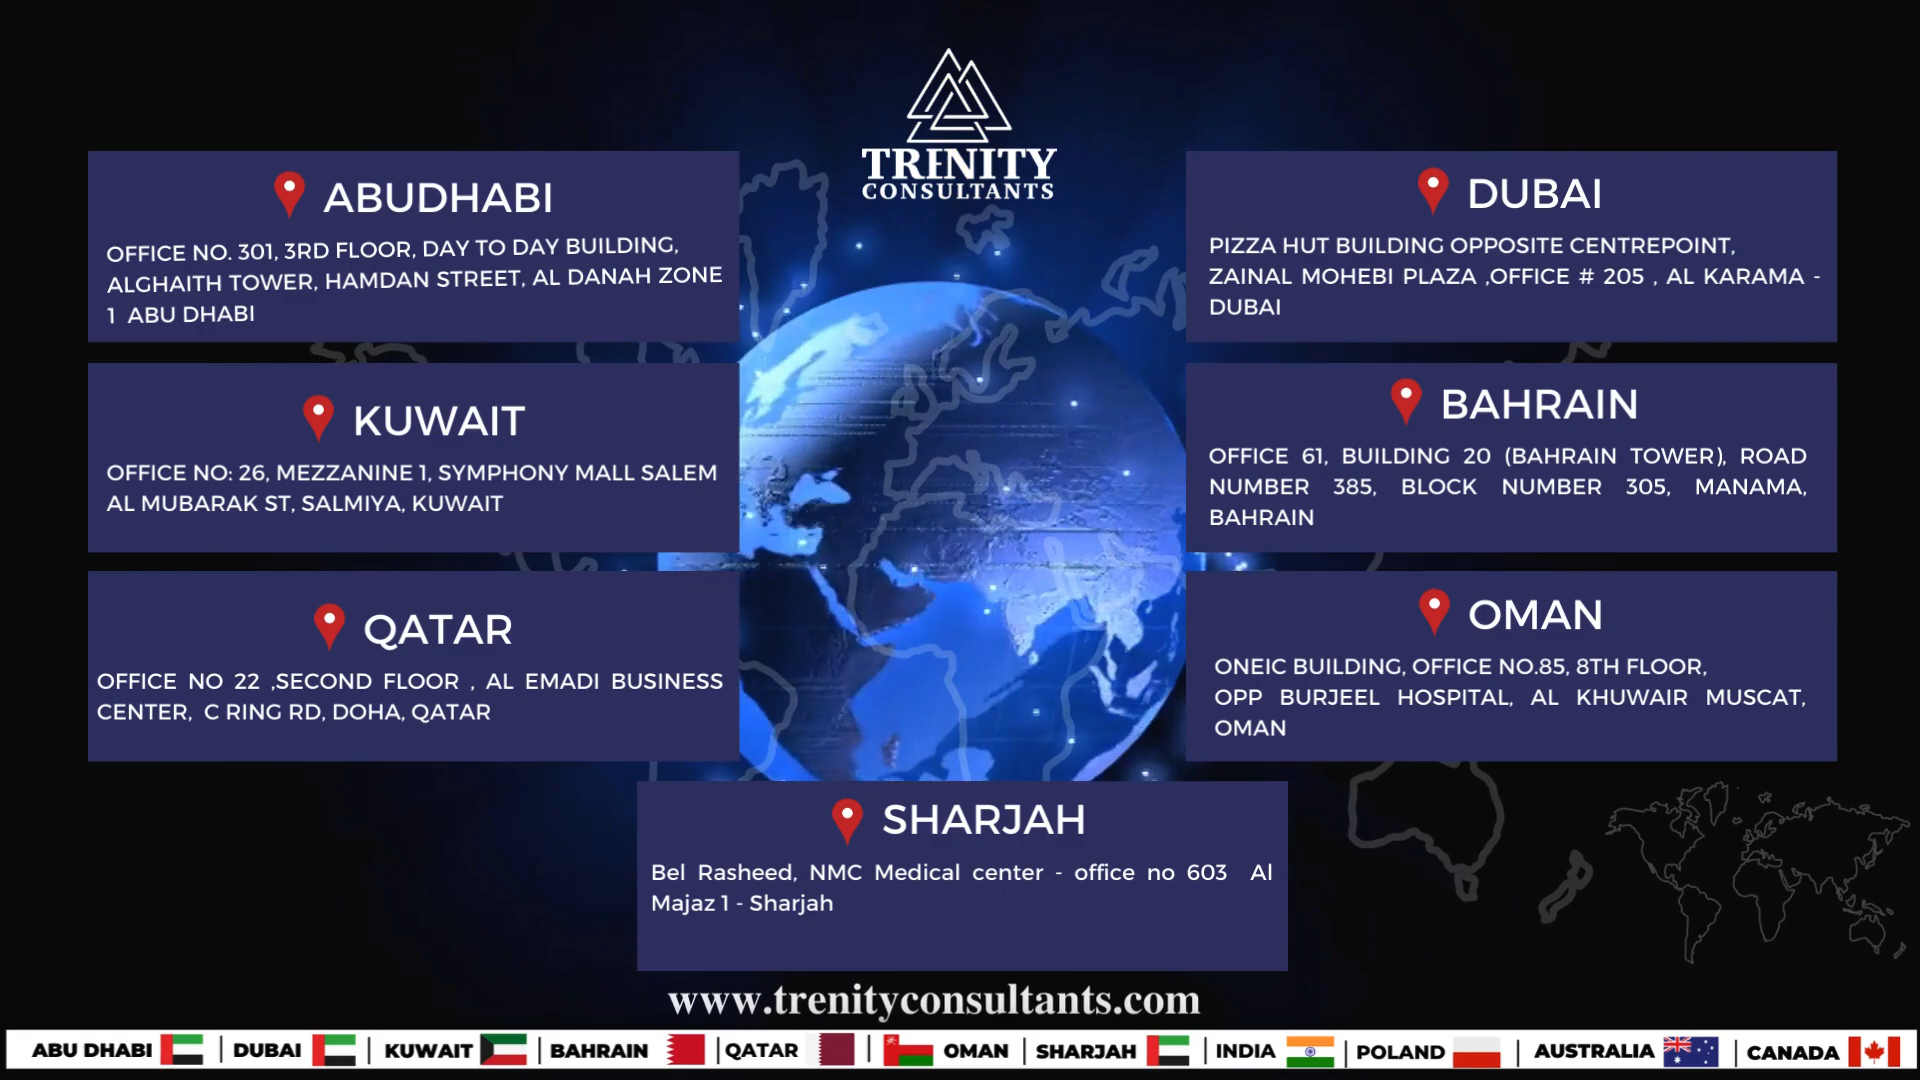 TRENITY
CONSULTANTS
ABUDHABI
OFFICE NO. 301, 3RD FLOOR, DAY TO DAY BUILDING,
ALGHAITH TOWER, HAMDAN STREET, AL DANAH ZONE
1 ABU DHABI
DUBAI
PIZZA HUT BUILDING OPPOSITE CENTREPOINT,
ZAINAL MOHEBI PLAZA ,OFFICE # 205 , AL KARAMA -
DUBAI
KUWAIT
OFFICE NO: 26, MEZZANINE 1, SYMPHONY MALL SALEM
AL MUBARAK ST, SALMIYA, KUWAIT
BAHRAIN
OFFICE 61, BUILDING 20 (BAHRAIN TOWER), ROAD
NUMBER 385, BLOCK NUMBER 305, MANAMA,
BAHRAIN
QATAR
OFFICE NO 22 ,SECOND FLOOR , AL EMADI BUSINESS
CENTER, C RING RD, DOHA, QATAR
OMAN
ONEIC BUILDING, OFFICE NO.85, 8TH FLOOR,
OPP BURJEEL HOSPITAL, AL KHUWAIR MUSCAT,
OMAN
SHARJAH
Bel Rasheed, NMC Medical center - office no 603 Al
Majaz 1 - Sharjah
www.trenityconsultants.com
ABU DHABI | DUBAI | KUWAIT | BAHRAIN | QATAR | OMAN | SHARJAH | INDIA | POLAND | AUSTRALIA | CANADA